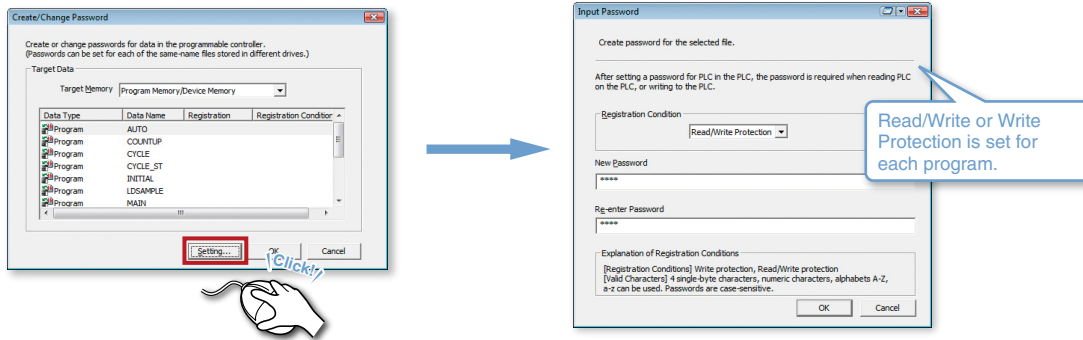 Create/Change Password
Create or change passwords for data in the programmable controller.
(Passwords can be set for each of the same-name files stored in different drives.)
Target Data
Target Memory Program Memory/Device Memory
Data Type Data Name Registration Registration Condition
Program AUTO
Program COUNTUP
Program CYCLE
Program CYCLE_ST
Program INITIAL
Program LDSAMPLE
Program MAIN
Setting... OK Cancel
Click!
Input Password
Create password for the selected file.
After setting a password for PLC in the PLC, the password is required when reading PLC
on the PLC, or writing to the PLC.
Registration Condition
Read/Write Protection
New Password
****
Re-enter Password
****
Explanation of Registration Conditions
[Registration Conditions] Write protection, Read/Write protection
[Valid Characters] 4 single-byte characters, numeric characters, alphabets A-Z,
a-z can be used. Passwords are case-sensitive.
OK Cancel
Read/Write or Write
Protection is set for
each program.